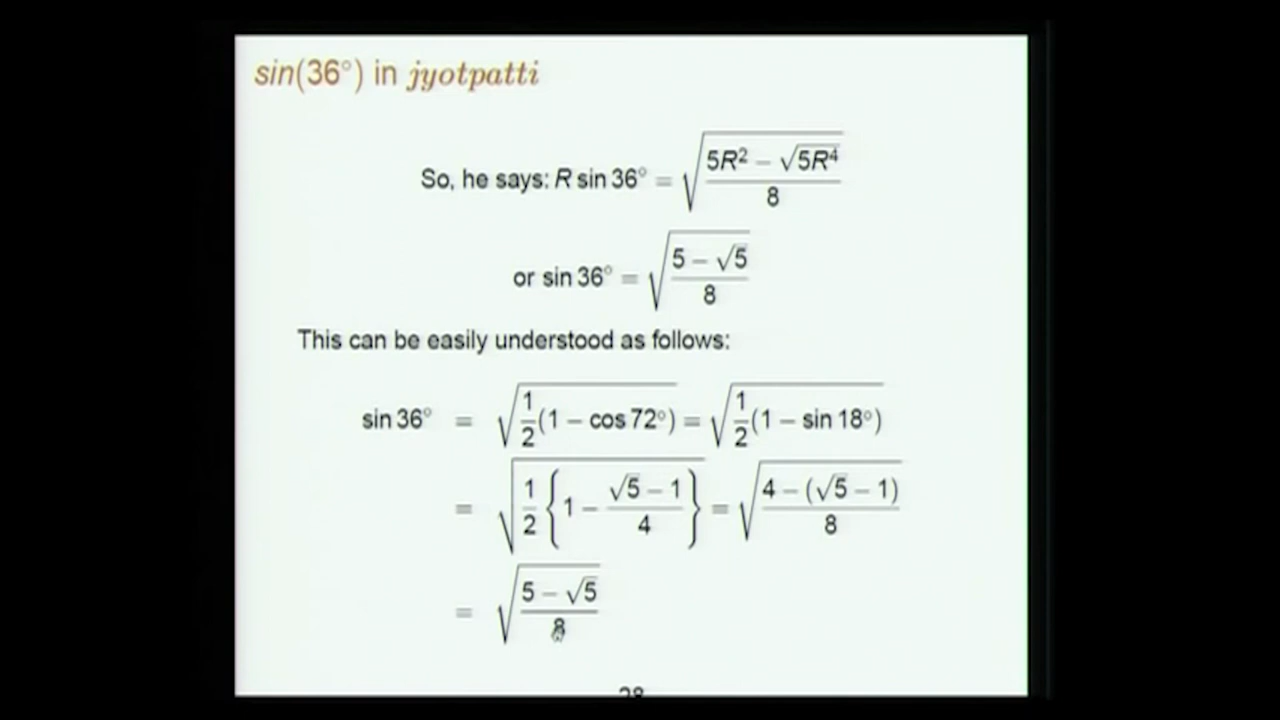 sin(36°) in jyotpatti
So, he says: R sin 36° = √((5R² − √(5R⁴))/8)
or sin 36° = √((5 − √5)/8)
This can be easily understood as follows:
sin 36° = √(1/2(1 − cos 72°)) = √(1/2(1 − sin 18°))
= √(1/2{1 − (√5 − 1)/4}) = √((4 − (√5 − 1))/8)
= √((5 − √5)/8)